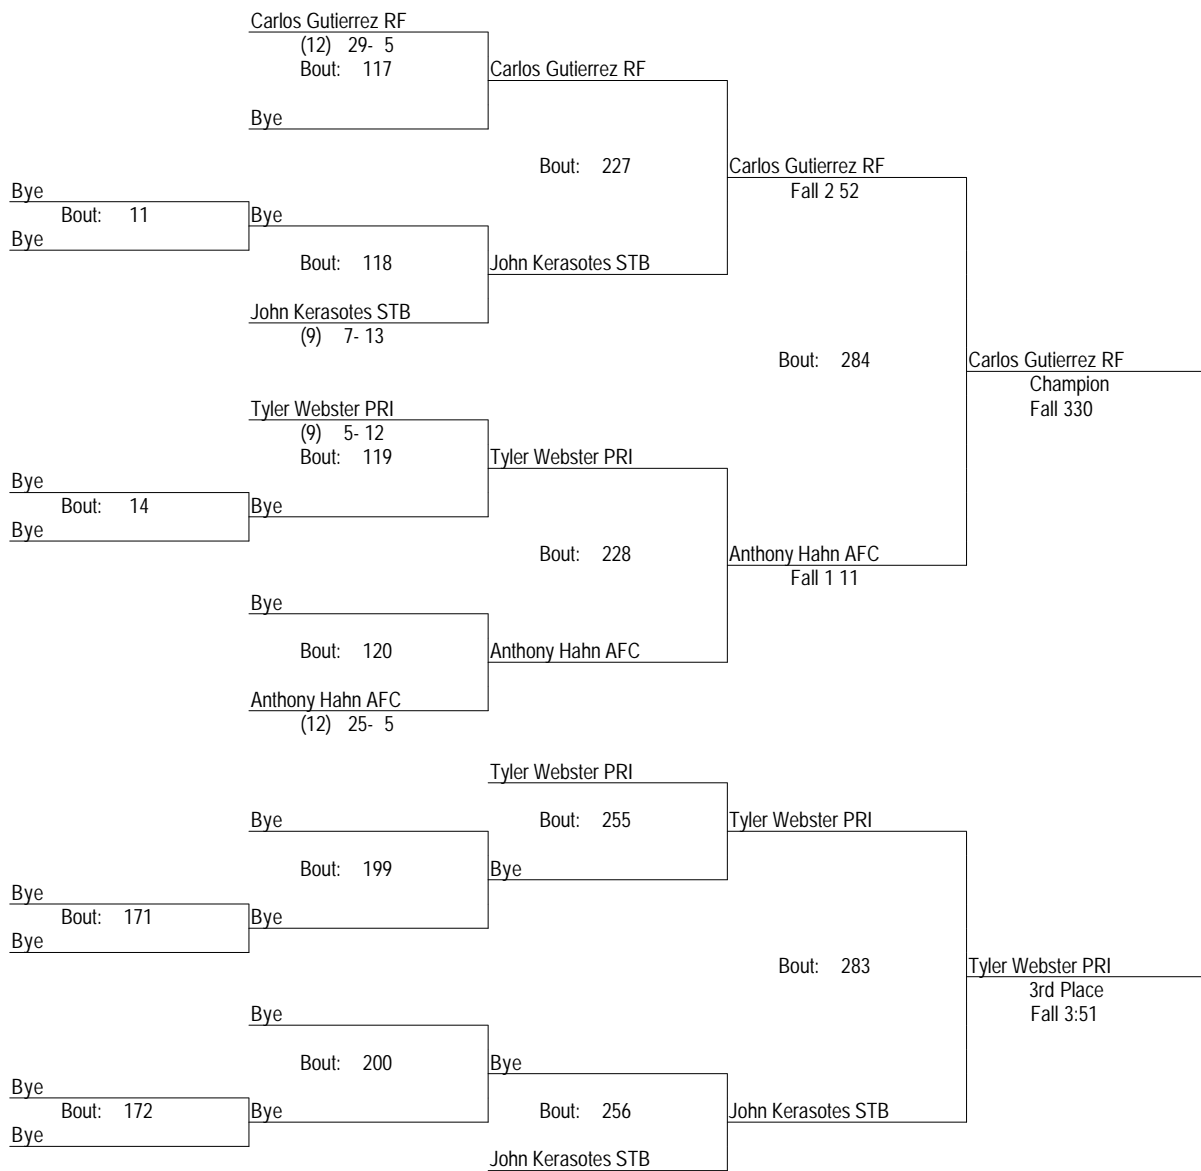 Carlos Gutierrez RF
(12) 29- 5
Bout: 117
Carlos Gutierrez RF
Bye
Bout: 227
Carlos Gutierrez RF
Fall 2 52
Bye
Bout: 11
Bye
Bye
Bout: 118
John Kerasotes STB
John Kerasotes STB
(9) 7- 13
Bout: 284
Carlos Gutierrez RF
Champion
Fall 330
Tyler Webster PRI
(9) 5- 12
Bout: 119
Tyler Webster PRI
Bye
Bout: 14
Bye
Bye
Bout: 228
Anthony Hahn AFC
Fall 1 11
Bye
Bout: 120
Anthony Hahn AFC
Anthony Hahn AFC
(12) 25- 5
Tyler Webster PRI
Bye
Bout: 255
Tyler Webster PRI
Bout: 199
Bye
Bye
Bout: 171
Bye
Bye
Bout: 283
Tyler Webster PRI
3rd Place
Fall 3:51
Bye
Bout: 200
Bye
Bye
Bout: 172
Bye
Bye
Bout: 256
John Kerasotes STB
John Kerasotes STB